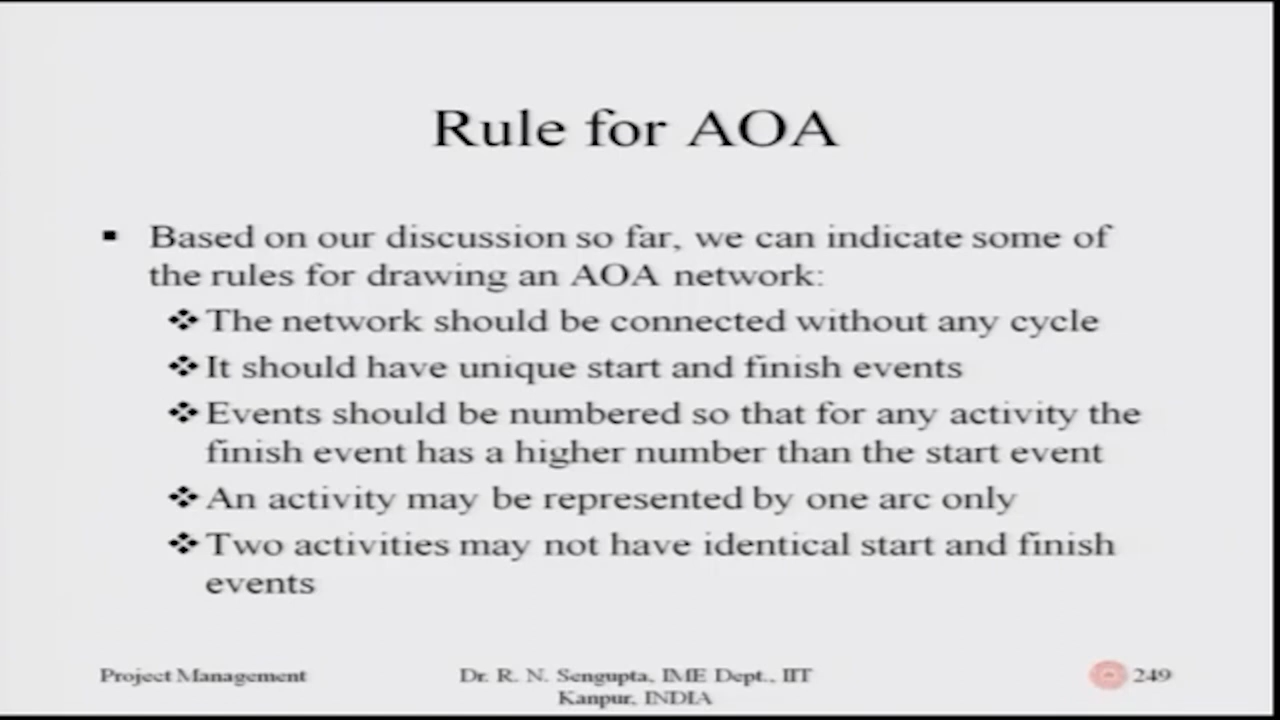 Rule for AOA
▪ Based on our discussion so far, we can indicate some of
the rules for drawing an AOA network:
❖ The network should be connected without any cycle
❖ It should have unique start and finish events
❖ Events should be numbered so that for any activity the
finish event has a higher number than the start event
❖ An activity may be represented by one arc only
❖ Two activities may not have identical start and finish
events
Project Management
Dr. R. N. Sengupta, IME Dept., IIT
Kanpur, INDIA
249